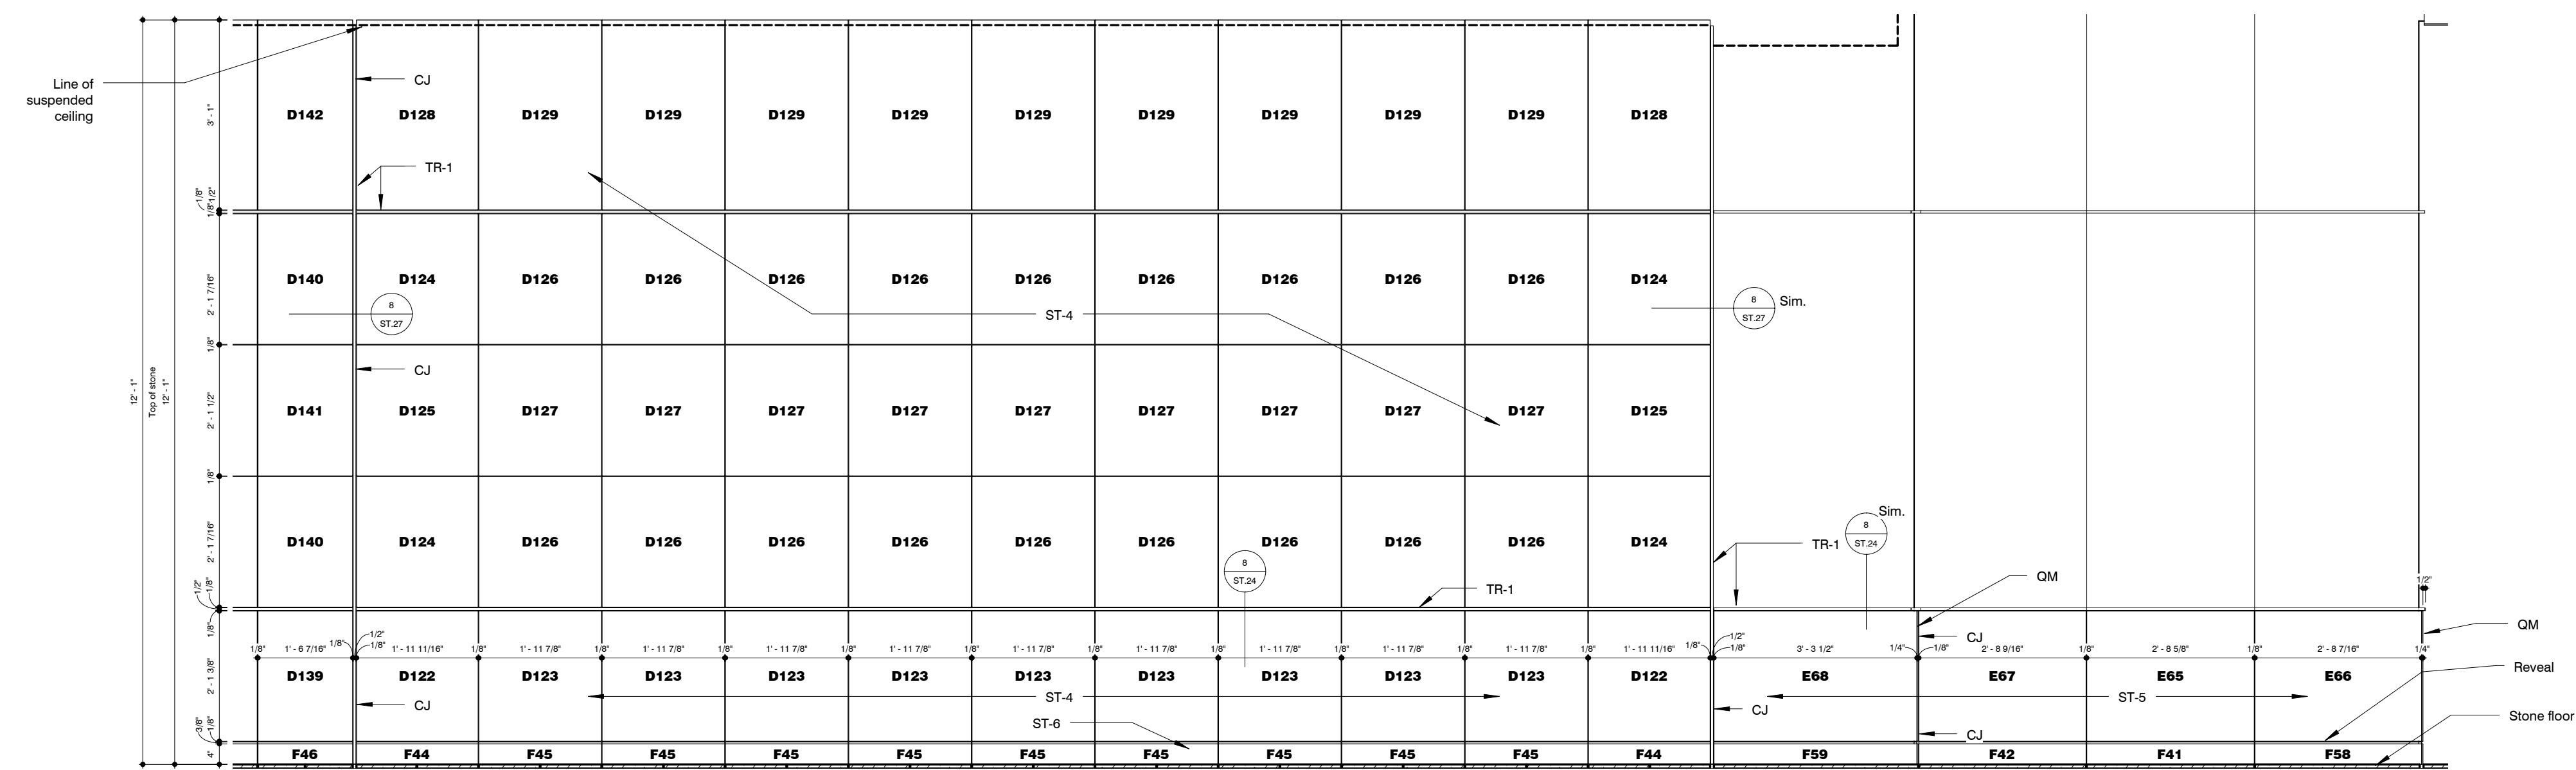 Line of
suspended
ceiling
CJ
D142 D128 D129 D129 D129 D129 D129 D129 D129 D129 D129 D128
TR-1
3' - 1"
1/8"
1/8" 1/2"
D140 D124 D126 D126 D126 D126 D126 D126 D126 D126 D126 D124
8
ST.27
8
ST.27
Sim.
ST-4
2' - 1 7/16"
1/8"
CJ
12' - 1"
Top of stone
12' - 1"
D141 D125 D127 D127 D127 D127 D127 D127 D127 D127 D127 D125
2' - 1 1/2"
1/8"
D140 D124 D126 D126 D126 D126 D126 D126 D126 D126 D126 D124
2' - 1 7/16"
Sim.
8
ST.24
TR-1
8
ST.24
QM
1/2"
1/2"
1/8"
TR-1
1/8"
QM
1/2"
1/2"
CJ
1/8" 1' - 6 7/16" 1/8" 1/8" 1' - 11 11/16" 1/8" 1' - 11 7/8" 1/8" 1' - 11 7/8" 1/8" 1' - 11 7/8" 1/8" 1' - 11 7/8" 1/8" 1' - 11 7/8" 1/8" 1' - 11 7/8" 1/8" 1' - 11 7/8" 1/8" 1' - 11 7/8" 1/8" 1' - 11 7/8" 1/8" 1' - 11 11/16" 1/8" 1/8" 3' - 3 1/2" 1/4" 1/8" 2' - 8 9/16" 1/8" 2' - 8 5/8" 1/8" 2' - 8 7/16" 1/4"
Reveal
D139 D122 D123 D123 D123 D123 D123 D123 D123 D123 D123 D122 E68 E67 E65 E66
2' - 1 3/8"
ST-4
ST-5
CJ
CJ
Stone floor
ST-6
CJ
3/8"
1/8"
4"
F46 F44 F45 F45 F45 F45 F45 F45 F45 F45 F45 F44 F59 F42 F41 F58